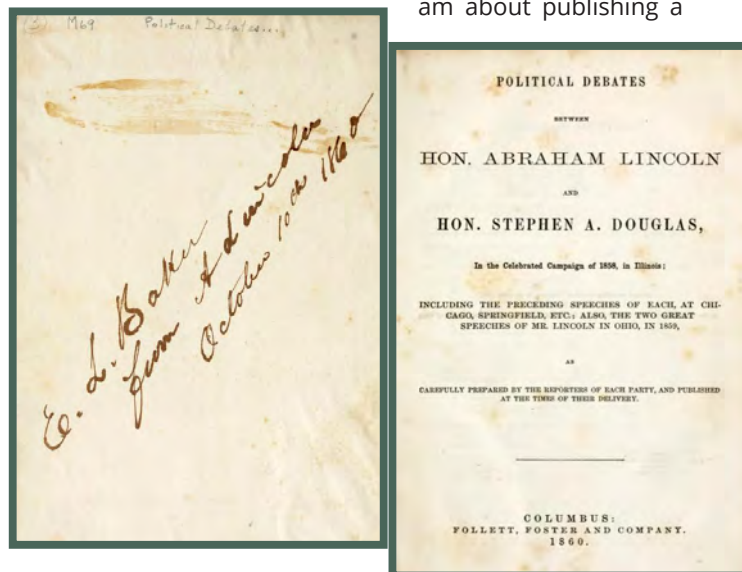 am about publishing a
(3) M69 Political Debates...
E. L. Baker
from A Lincoln
October 10th 1860
POLITICAL DEBATES
BETWEEN
HON. ABRAHAM LINCOLN
AND
HON. STEPHEN A. DOUGLAS,
In the Celebrated Campaign of 1858, in Illinois;
INCLUDING THE PRECEDING SPEECHES OF EACH, AT CHI-
CAGO, SPRINGFIELD, ETC.; ALSO, THE TWO GREAT
SPEECHES OF MR. LINCOLN IN OHIO, IN 1859,
AS
CAREFULLY PREPARED BY THE REPORTERS OF EACH PARTY, AND PUBLISHED
AT THE TIMES OF THEIR DELIVERY.
COLUMBUS:
FOLLETT, FOSTER AND COMPANY.
1860.